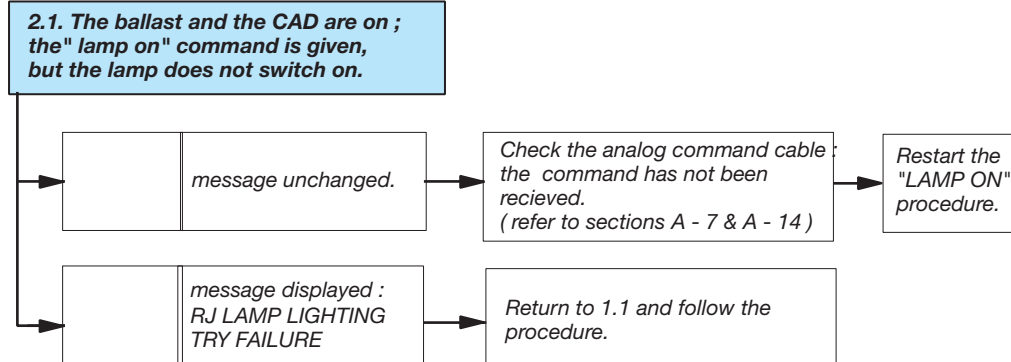 2.1. The ballast and the CAD are on ;
the" lamp on" command is given,
but the lamp does not switch on.
message unchanged.
Check the analog command cable :
the command has not been
recieved.
( refer to sections A - 7 & A - 14 )
Restart the
"LAMP ON"
procedure.
message displayed :
RJ LAMP LIGHTING
TRY FAILURE
Return to 1.1 and follow the
procedure.